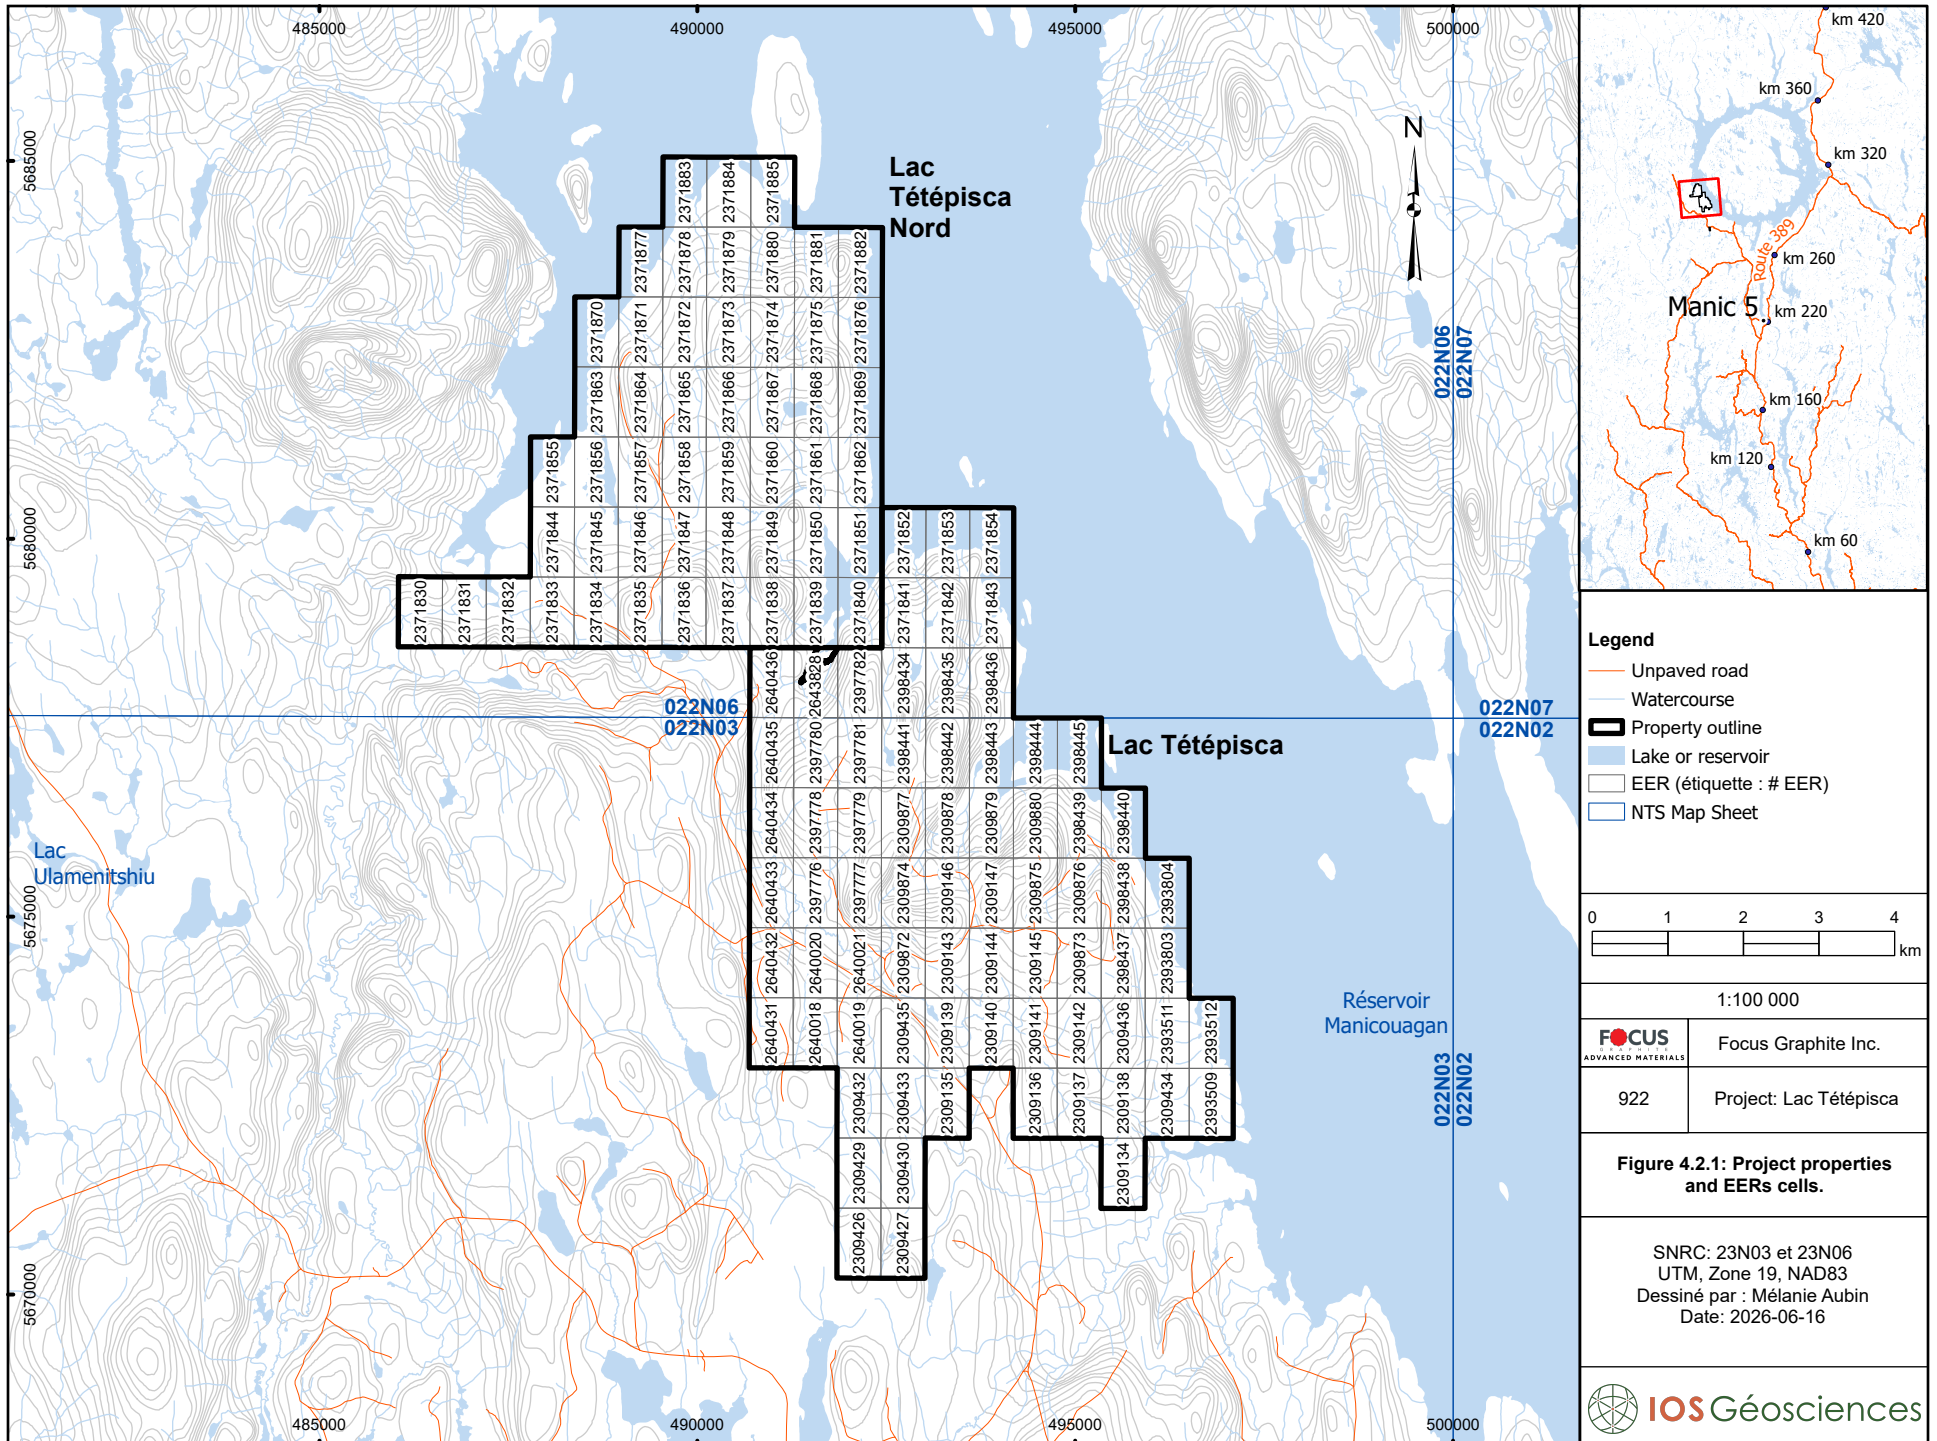 485000
490000
495000
500000
5685000
5680000
5675000
5670000
N
Lac
Tétépisca
Nord
2371883
2371884
2371885
2371877
2371878
2371879
2371880
2371881
2371882
2371870
2371871
2371872
2371873
2371874
2371875
2371876
2371863
2371864
2371865
2371866
2371867
2371868
2371869
2371855
2371856
2371857
2371858
2371859
2371860
2371861
2371862
2371844
2371845
2371846
2371847
2371848
2371849
2371850
2371851
2371852
2371853
2371854
2371830
2371831
2371832
2371833
2371834
2371835
2371836
2371837
2371838
2371839
2371840
2371841
2371842
2371843
2640436
2643828
2397782
2398434
2398435
2398436
022N06
022N07
022N06
022N03
022N07
022N02
Lac Tétépisca
2640435
2397780
2397781
2398441
2398442
2398443
2398444
2398445
2640434
2397778
2397779
2309877
2309878
2309879
2309880
2398439
2398440
2640433
2397776
2397777
2309874
2309146
2309147
2309875
2309876
2398438
2393804
2640432
2640020
2640021
2309872
2309143
2309144
2309145
2309873
2398437
2393803
2640431
2640018
2640019
2309435
2309139
2309140
2309141
2309142
2309436
2393511
2393512
2309432
2309433
2309135
2309136
2309137
2309138
2309434
2393509
2309429
2309430
2309134
2309426
2309427
Lac
Ulamenitshiu
Réservoir
Manicouagan
022N03
022N02
485000
490000
495000
500000
km 420
km 360
km 320
Route 389
km 260
Manic 5
km 220
km 160
km 120
km 60
Legend
Unpaved road
Watercourse
Property outline
Lake or reservoir
EER (étiquette : # EER)
NTS Map Sheet
0 1 2 3 4
km
1:100 000
FOCUS
GRAPHITE
ADVANCED MATERIALS
Focus Graphite Inc.
922
Project: Lac Tétépisca
Figure 4.2.1: Project properties
and EERs cells.
SNRC: 23N03 et 23N06
UTM, Zone 19, NAD83
Dessiné par : Mélanie Aubin
Date: 2026-06-16
IOS Géosciences